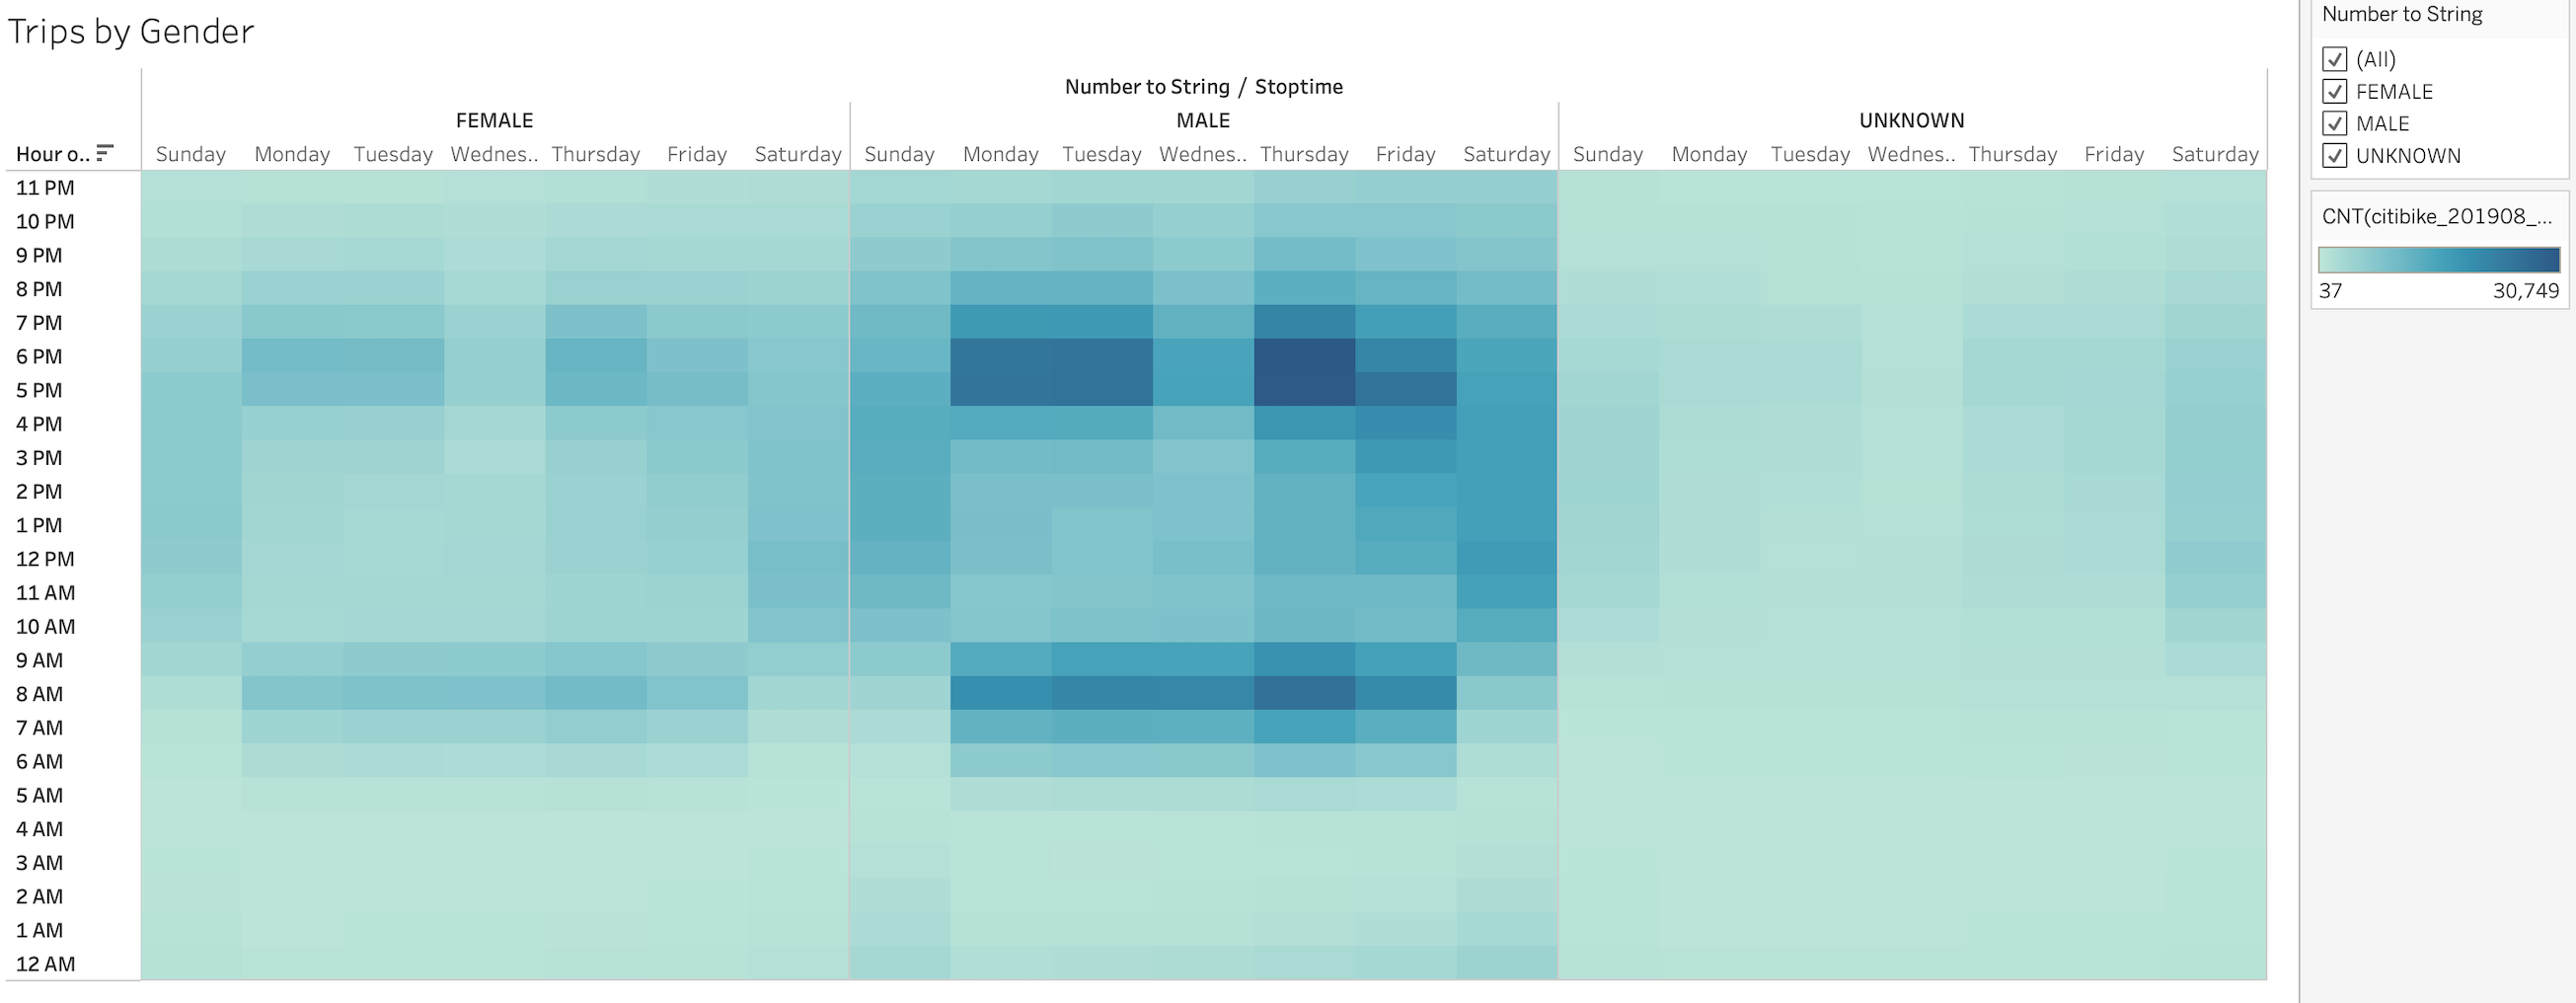 Trips by Gender
Number to String / Stoptime
FEMALE MALE UNKNOWN
Hour o.. Sunday Monday Tuesday Wednes.. Thursday Friday Saturday Sunday Monday Tuesday Wednes.. Thursday Friday Saturday Sunday Monday Tuesday Wednes.. Thursday Friday Saturday
11 PM
10 PM
9 PM
8 PM
7 PM
6 PM
5 PM
4 PM
3 PM
2 PM
1 PM
12 PM
11 AM
10 AM
9 AM
8 AM
7 AM
6 AM
5 AM
4 AM
3 AM
2 AM
1 AM
12 AM
Number to String
(All)
FEMALE
MALE
UNKNOWN
CNT(citibike_201908_...
37 30,749